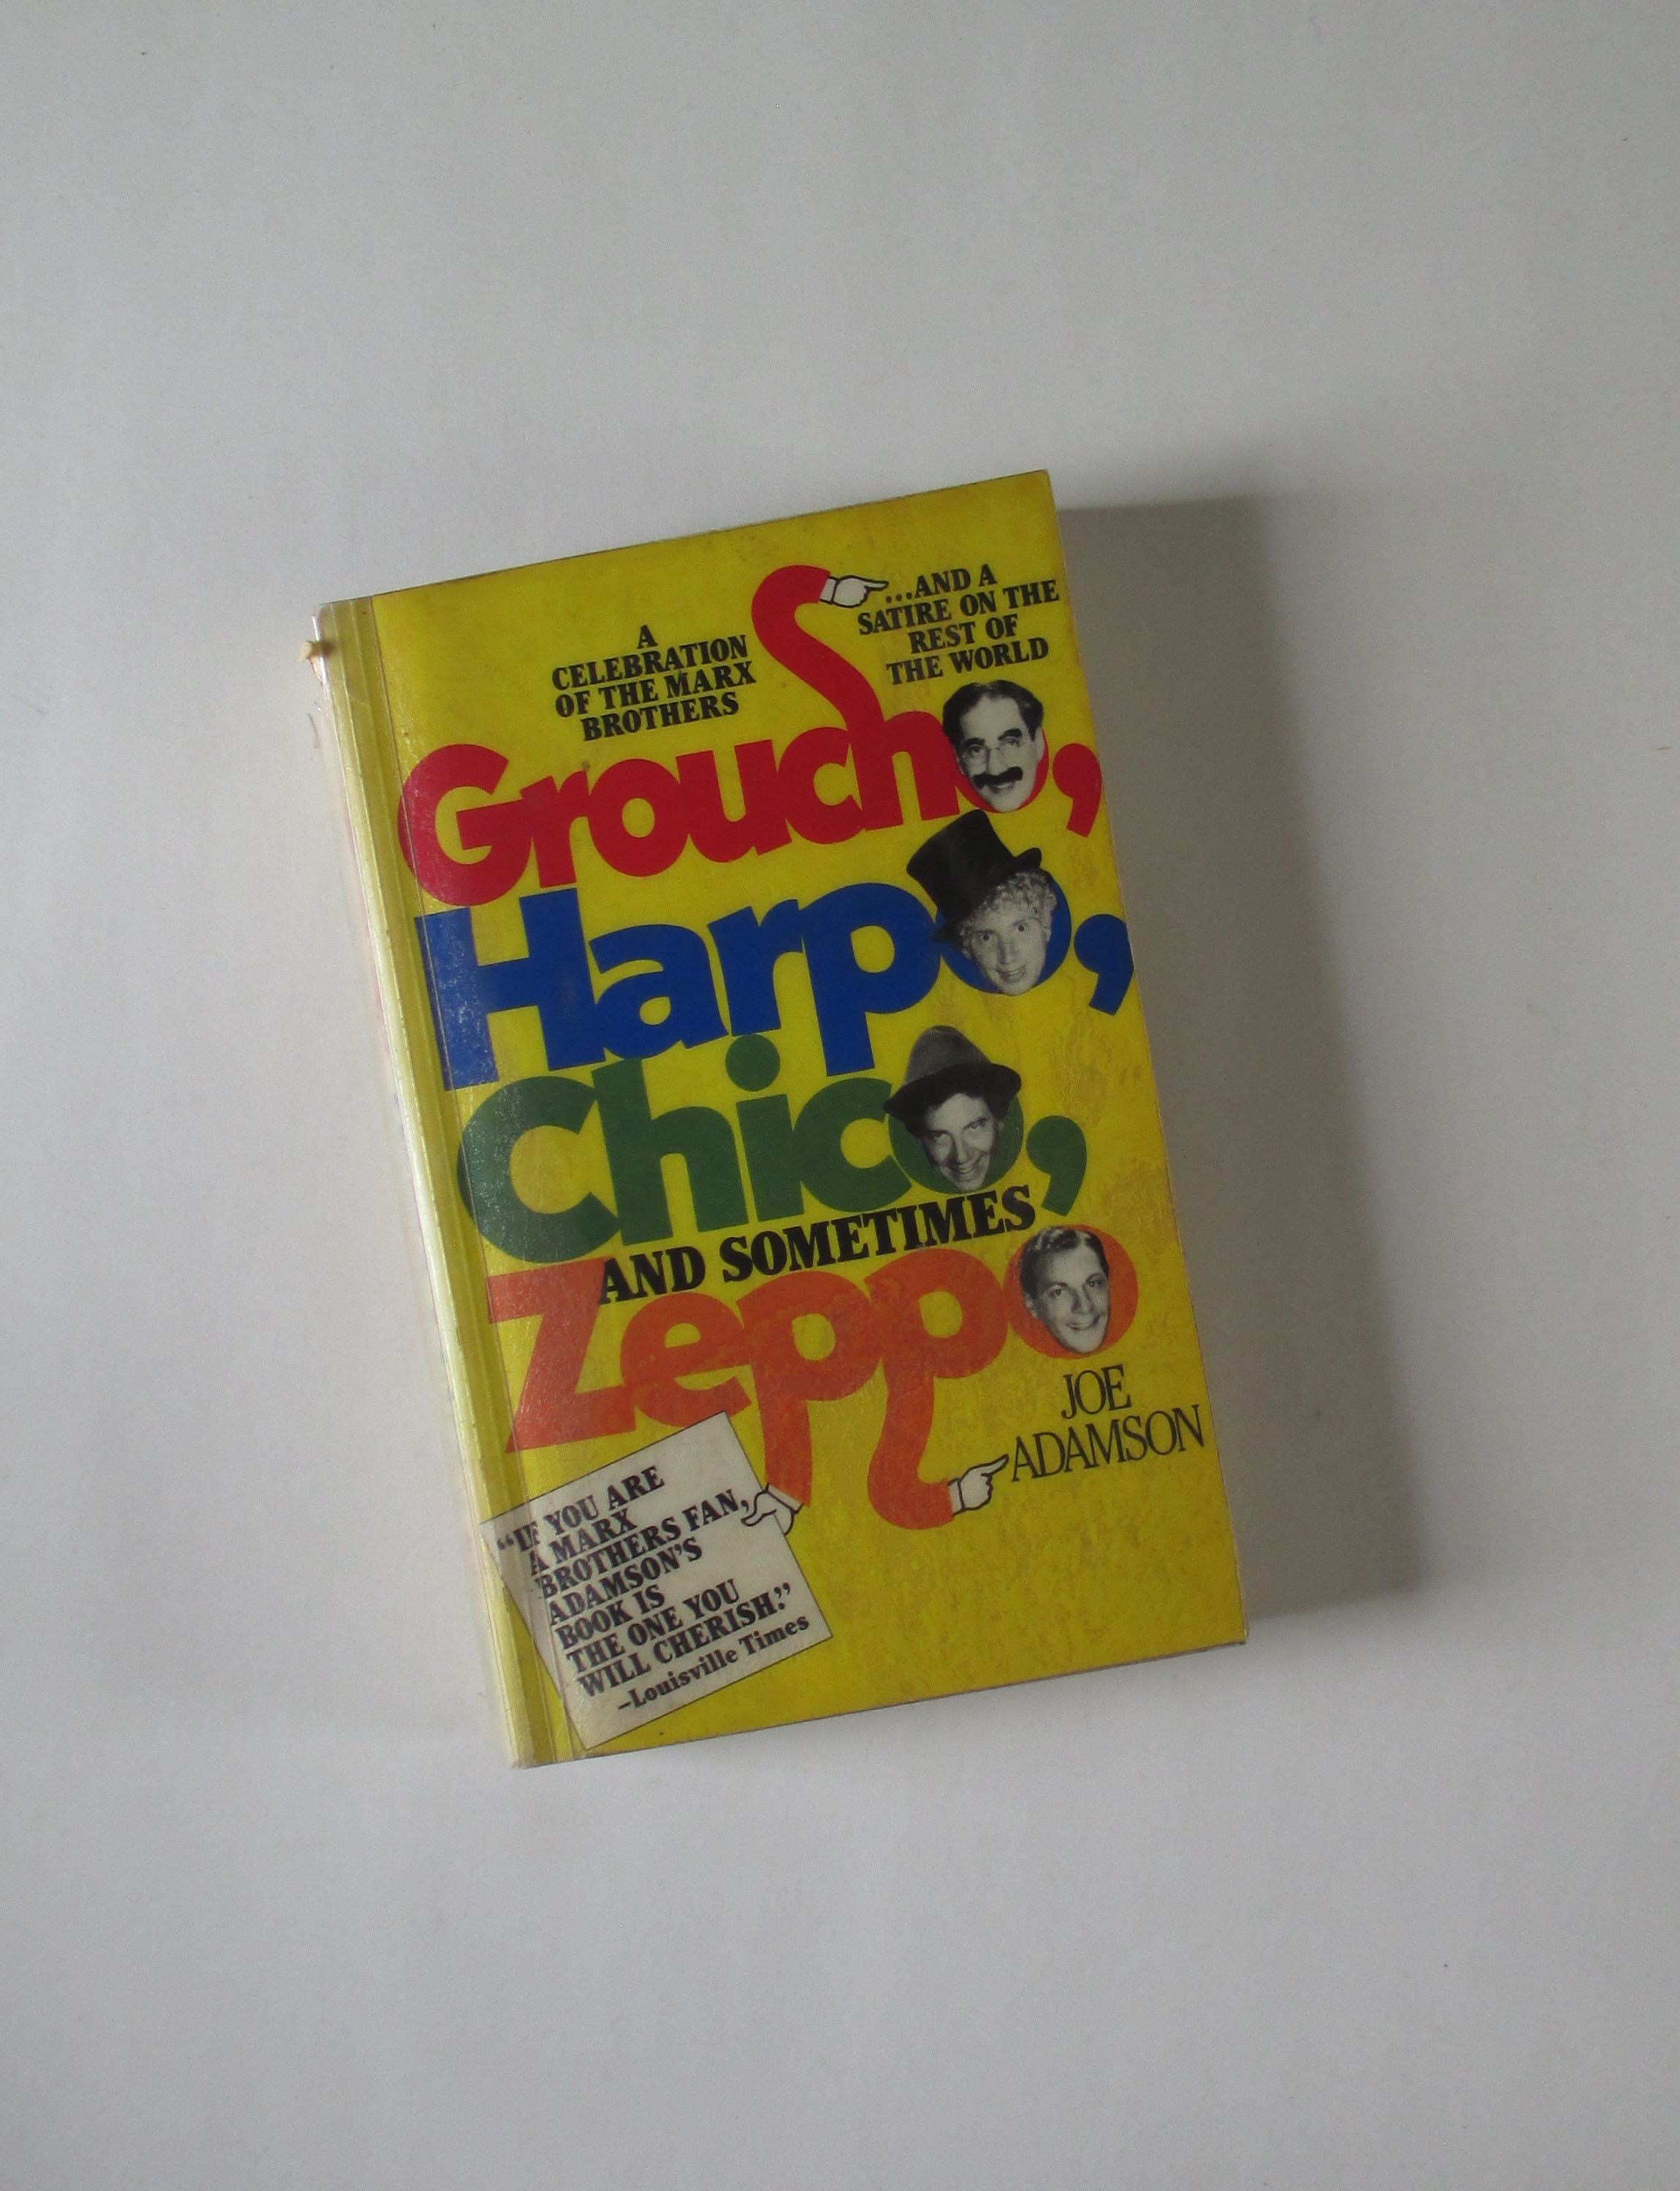 A
CELEBRATION
OF THE MARX
BROTHERS
...AND A
SATIRE ON THE
REST OF
THE WORLD
Groucho,
Harpo,
Chico,
AND SOMETIMES
Zeppo
JOE
ADAMSON
“IF YOU ARE
A MARX
BROTHERS FAN,
ADAMSON'S
BOOK IS
THE ONE YOU
WILL CHERISH.”
–Louisville Times